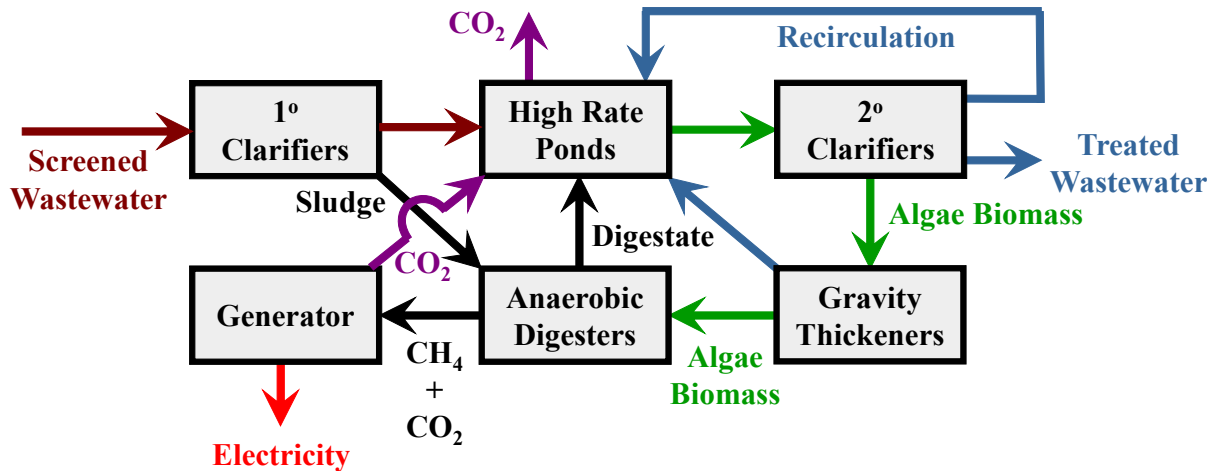 CO₂
Recirculation
1º
Clarifiers
High Rate
Ponds
2º
Clarifiers
Screened
Wastewater
Treated
Wastewater
Sludge
Algae Biomass
CO₂
Digestate
Generator
Anaerobic
Digesters
Gravity
Thickeners
CH₄
+
CO₂
Algae
Biomass
Electricity